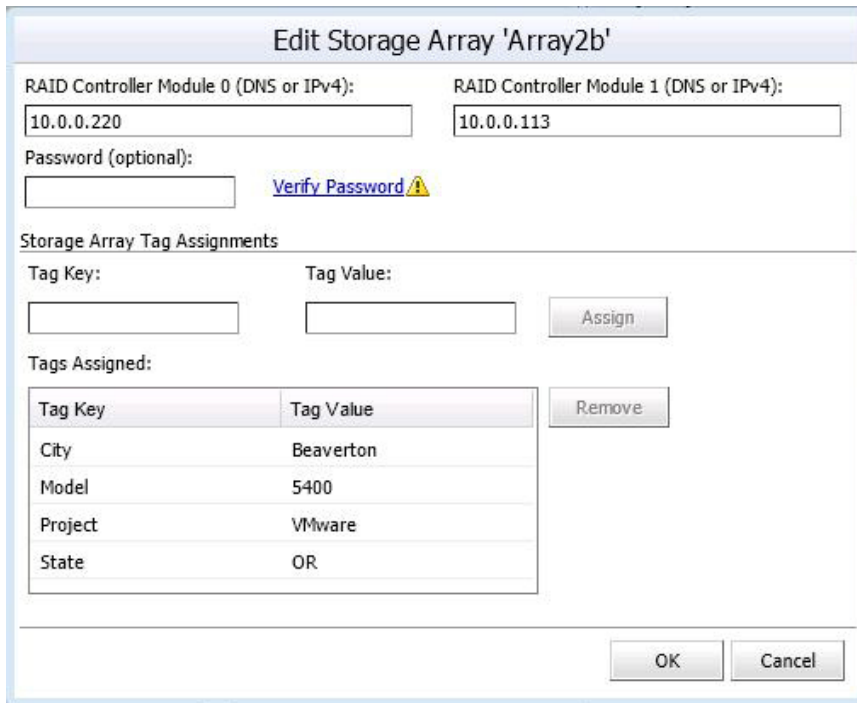 Edit Storage Array 'Array2b'
RAID Controller Module 0 (DNS or IPv4): RAID Controller Module 1 (DNS or IPv4):
10.0.0.220 10.0.0.113
Password (optional):
Verify Password
Storage Array Tag Assignments
Tag Key: Tag Value:
Assign
Tags Assigned:
Tag Key Tag Value Remove
City Beaverton
Model 5400
Project VMware
State OR
OK Cancel